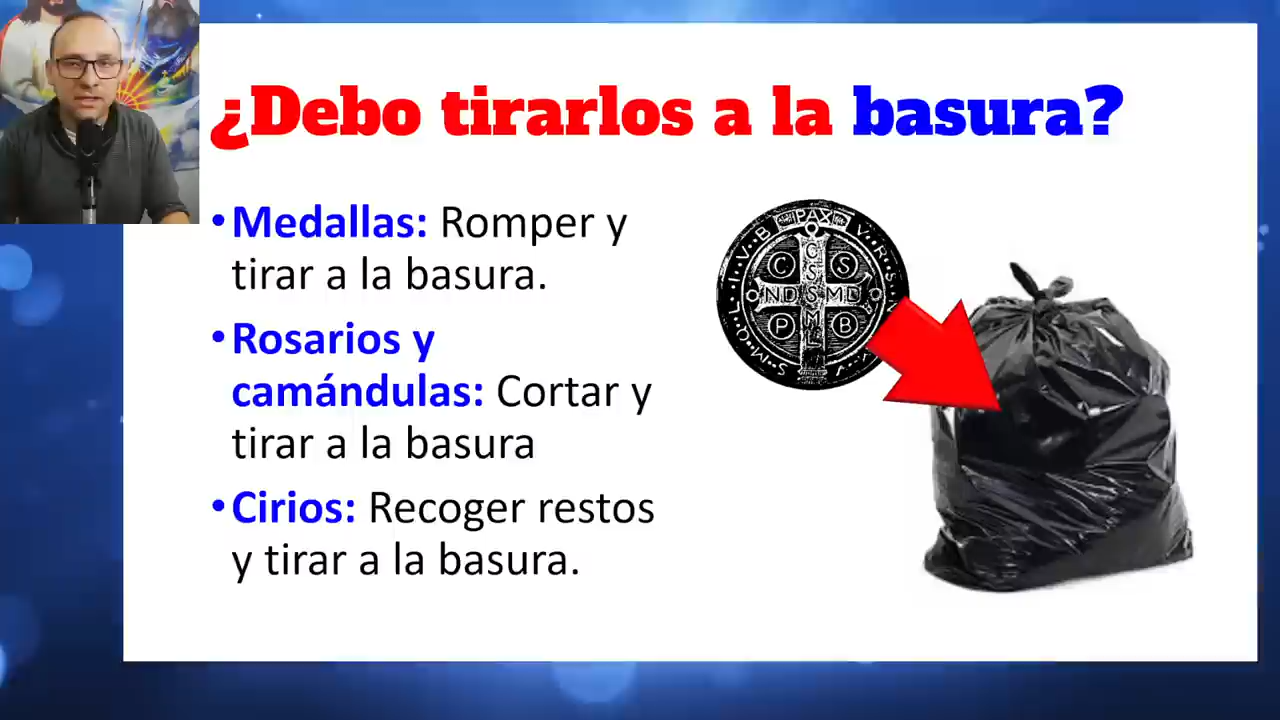 ¿Debo tirarlos a la basura?
•Medallas: Romper y
tirar a la basura.
•Rosarios y
camándulas: Cortar y
tirar a la basura
•Cirios: Recoger restos
y tirar a la basura.
PAX
C S
NDSMD
P B